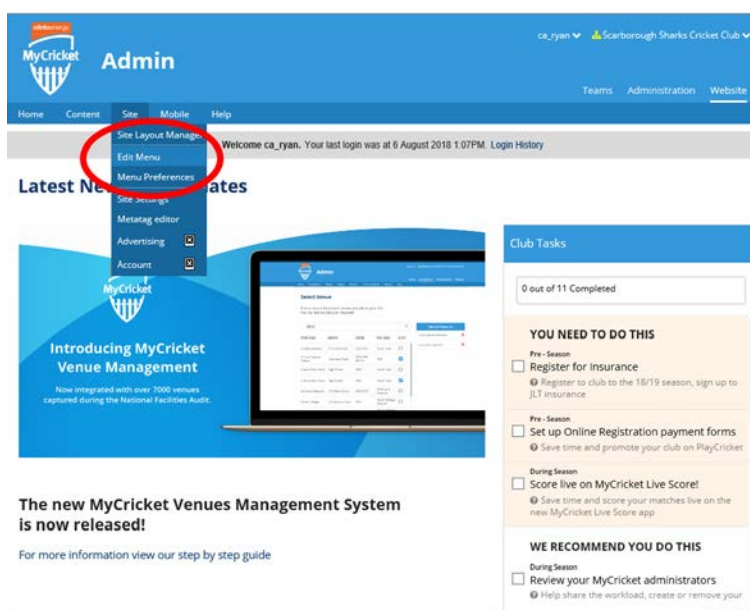 MyCricket
Admin
ca_ryan
Scarborough Sharks Cricket Club
Teams Administration Website
Home Content Site Mobile Help
Site Layout Manager
Edit Menu
Menu Preferences
Site Settings
Metatag editor
Advertising
Account
Welcome ca_ryan. Your last login was at 6 August 2018 1:07PM. Login History
Latest Ne ates
MyCricket
Introducing MyCricket
Venue Management
Now integrated with over 7000 venues
captured during the National Facilities Audit.
Admin
Select Venue
The new MyCricket Venues Management System
is now released!
For more information view our step by step guide
Club Tasks
0 out of 11 Completed
YOU NEED TO DO THIS
Pre - Season
Register for Insurance
Register to club to the 18/19 season, sign up to
JLT insurance
Pre - Season
Set up Online Registration payment forms
Save time and promote your club on PlayCricket
During Season
Score live on MyCricket Live Score!
Save time and score your matches live on the
new MyCricket Live Score app
WE RECOMMEND YOU DO THIS
During Season
Review your MyCricket administrators
Help share the workload, create or remove your